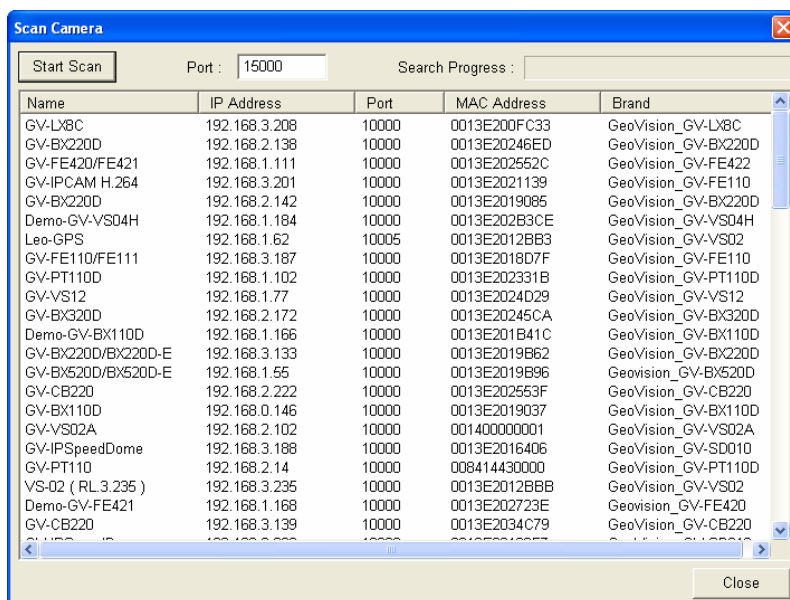 Scan Camera
Start Scan Port : 15000 Search Progress :
Name IP Address Port MAC Address Brand
GV-LX8C 192.168.3.208 10000 0013E200FC33 GeoVision_GV-LX8C
GV-BX220D 192.168.2.138 10000 0013E20246ED GeoVision_GV-BX220D
GV-FE420/FE421 192.168.1.111 10000 0013E202552C GeoVision_GV-FE422
GV-IPCAM H.264 192.168.3.201 10000 0013E2021139 GeoVision_GV-FE110
GV-BX220D 192.168.2.142 10000 0013E2019085 GeoVision_GV-BX220D
Demo-GV-VS04H 192.168.1.184 10000 0013E202B3CE GeoVision_GV-VS04H
Leo-GPS 192.168.1.62 10005 0013E2012BB3 GeoVision_GV-VS02
GV-FE110/FE111 192.168.3.187 10000 0013E2018D7F GeoVision_GV-FE110
GV-PT110D 192.168.1.102 10000 0013E202331B GeoVision_GV-PT110D
GV-VS12 192.168.1.77 10000 0013E2024D29 GeoVision_GV-VS12
GV-BX320D 192.168.2.172 10000 0013E20245CA GeoVision_GV-BX320D
Demo-GV-BX110D 192.168.1.166 10000 0013E201B41C GeoVision_GV-BX110D
GV-BX220D/BX220D-E 192.168.3.133 10000 0013E2019B62 GeoVision_GV-BX220D
GV-BX520D/BX520D-E 192.168.1.55 10000 0013E2019B96 Geovision_GV-BX520D
GV-CB220 192.168.2.222 10000 0013E202553F GeoVision_GV-CB220
GV-BX110D 192.168.0.146 10000 0013E2019037 GeoVision_GV-BX110D
GV-VS02A 192.168.2.102 10000 001400000001 GeoVision_GV-VS02A
GV-IPSpeedDome 192.168.3.188 10000 0013E2016406 GeoVision_GV-SD010
GV-PT110 192.168.2.14 10000 008414430000 GeoVision_GV-PT110D
VS-02 ( RL.3.235 ) 192.168.3.235 10000 0013E2012BBB GeoVision_GV-VS02
Demo-GV-FE421 192.168.1.168 10000 0013E202723E Geovision_GV-FE420
GV-CB220 192.168.3.139 10000 0013E2034C79 GeoVision_GV-CB220
Close